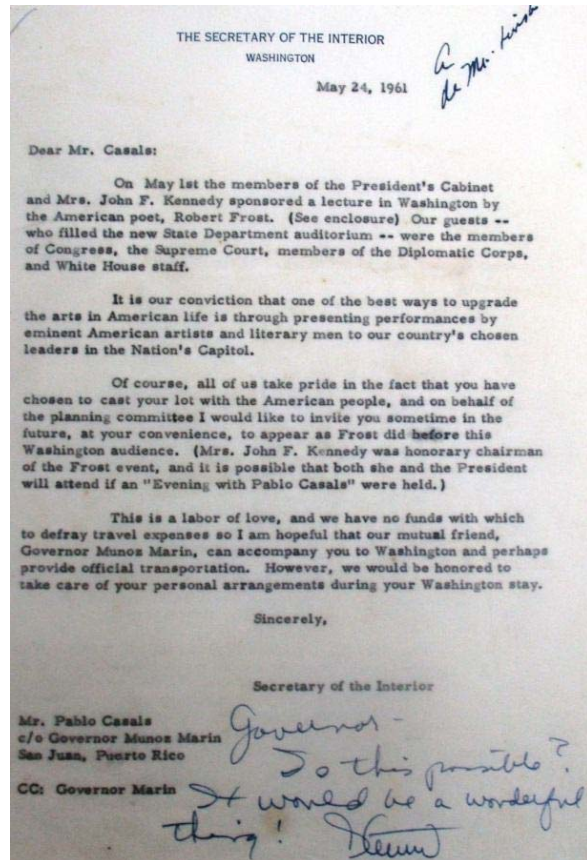 THE SECRETARY OF THE INTERIOR
WASHINGTON
May 24, 1961
a
de Mr.
Dear Mr. Casals:
On May 1st the members of the President's Cabinet
and Mrs. John F. Kennedy sponsored a lecture in Washington by
the American poet, Robert Frost. (See enclosure) Our guests --
who filled the new State Department auditorium -- were the members
of Congress, the Supreme Court, members of the Diplomatic Corps,
and White House staff.
It is our conviction that one of the best ways to upgrade
the arts in American life is through presenting performances by
eminent American artists and literary men to our country's chosen
leaders in the Nation's Capitol.
Of course, all of us take pride in the fact that you have
chosen to cast your lot with the American people, and on behalf of
the planning committee I would like to invite you sometime in the
future, at your convenience, to appear as Frost did before this
Washington audience. (Mrs. John F. Kennedy was honorary chairman
of the Frost event, and it is possible that both she and the President
will attend if an "Evening with Pablo Casals" were held.)
This is a labor of love, and we have no funds with which
to defray travel expenses so I am hopeful that our mutual friend,
Governor Munoz Marin, can accompany you to Washington and perhaps
provide official transportation. However, we would be honored to
take care of your personal arrangements during your Washington stay.
Sincerely,
Secretary of the Interior
Mr. Pablo Casals
c/o Governor Munoz Marin
San Juan, Puerto Rico
CC: Governor Marin
Governor-
Is this possible?
It would be a wonderful
thing!